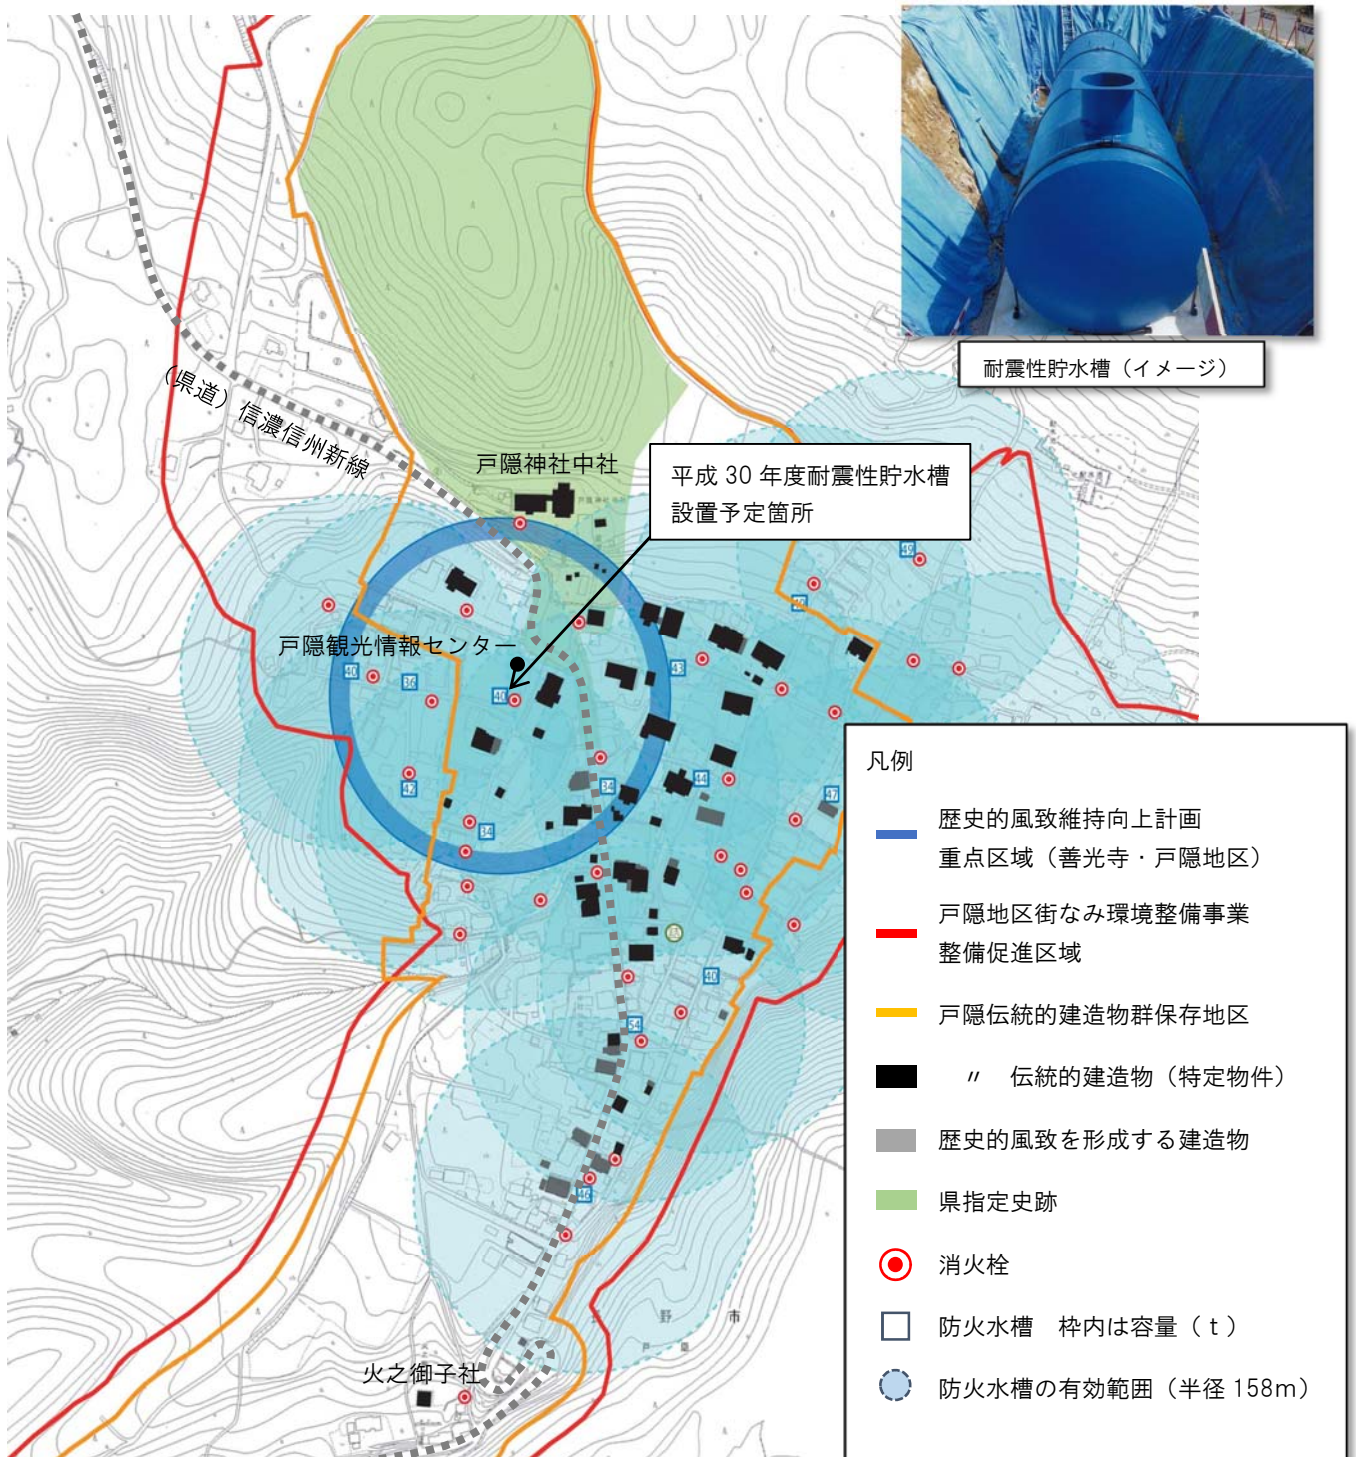 耐震性貯水槽（イメージ）
（県道）信濃信州新線
戸隠神社中社
平成 30 年度耐震性貯水槽
設置予定箇所
49
40
戸隠観光情報センター
40
36
40
43
42
34
34
44
47
40
54
46
野
市
火之御子社
凡例
歴史的風致維持向上計画
重点区域（善光寺・戸隠地区）
戸隠地区街なみ環境整備事業
整備促進区域
戸隠伝統的建造物群保存地区
〃 伝統的建造物（特定物件）
歴史的風致を形成する建造物
県指定史跡
消火栓
防火水槽　枠内は容量（ｔ）
防火水槽の有効範囲（半径 158m）